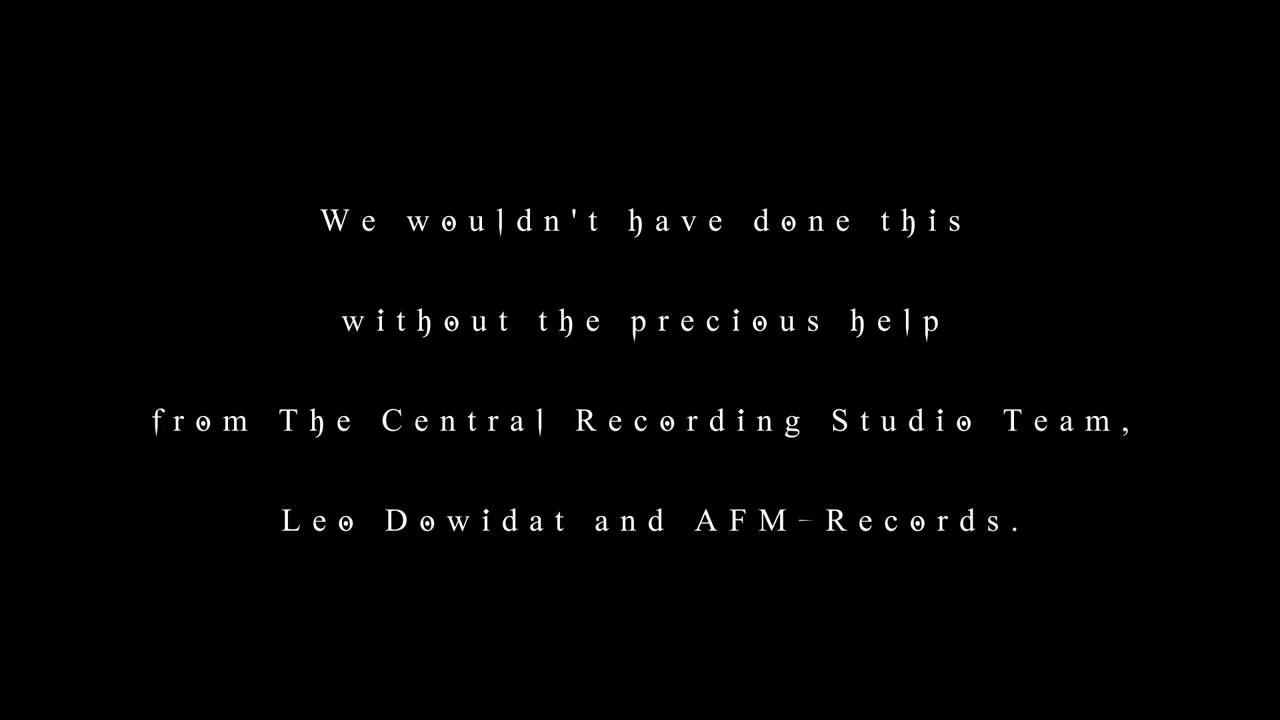 We wouldn't have done this
without the precious help
from The Central Recording Studio Team,
Leo Dowidat and AFM-Records.